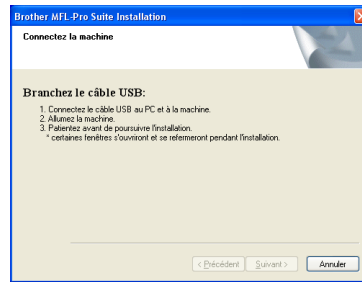 Brother MFL-Pro Suite Installation
Connectez la machine
Branchez le câble USB:
1. Connectez le câble USB au PC et à la machine.
2. Allumez la machine.
3. Patientez avant de poursuivre l'installation.
* certaines fenêtres s'ouvriront et se refermeront pendant l'installation.
< Précédent Suivant > Annuler